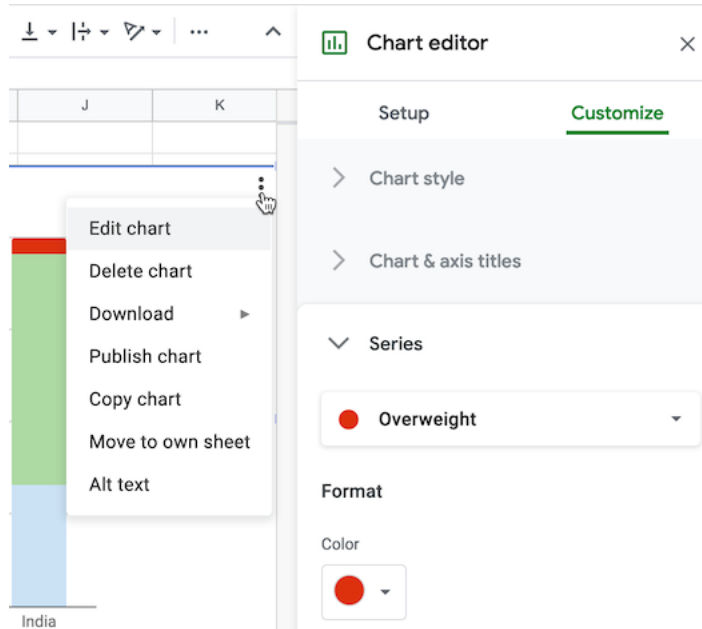 Chart editor
J K
Setup Customize
Chart style
Edit chart
Delete chart
Chart & axis titles
Download
Series
Publish chart
Copy chart
Overweight
Move to own sheet
Alt text
Format
Color
India